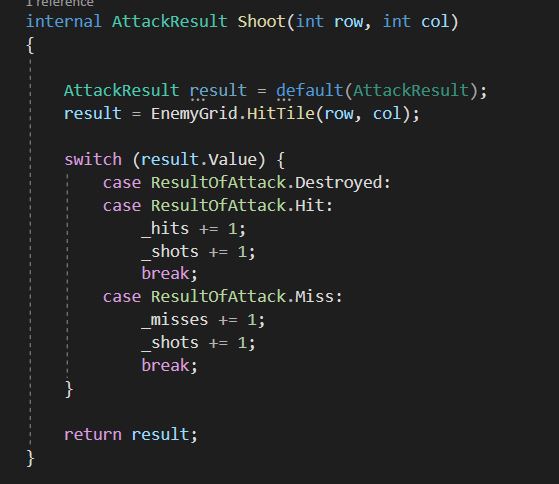 1 reference
internal AttackResult Shoot(int row, int col)
{
AttackResult result = default(AttackResult);
result = EnemyGrid.HitTile(row, col);
switch (result.Value) {
case ResultOfAttack.Destroyed:
case ResultOfAttack.Hit:
_hits += 1;
_shots += 1;
break;
case ResultOfAttack.Miss:
_misses += 1;
_shots += 1;
break;
}
return result;
}